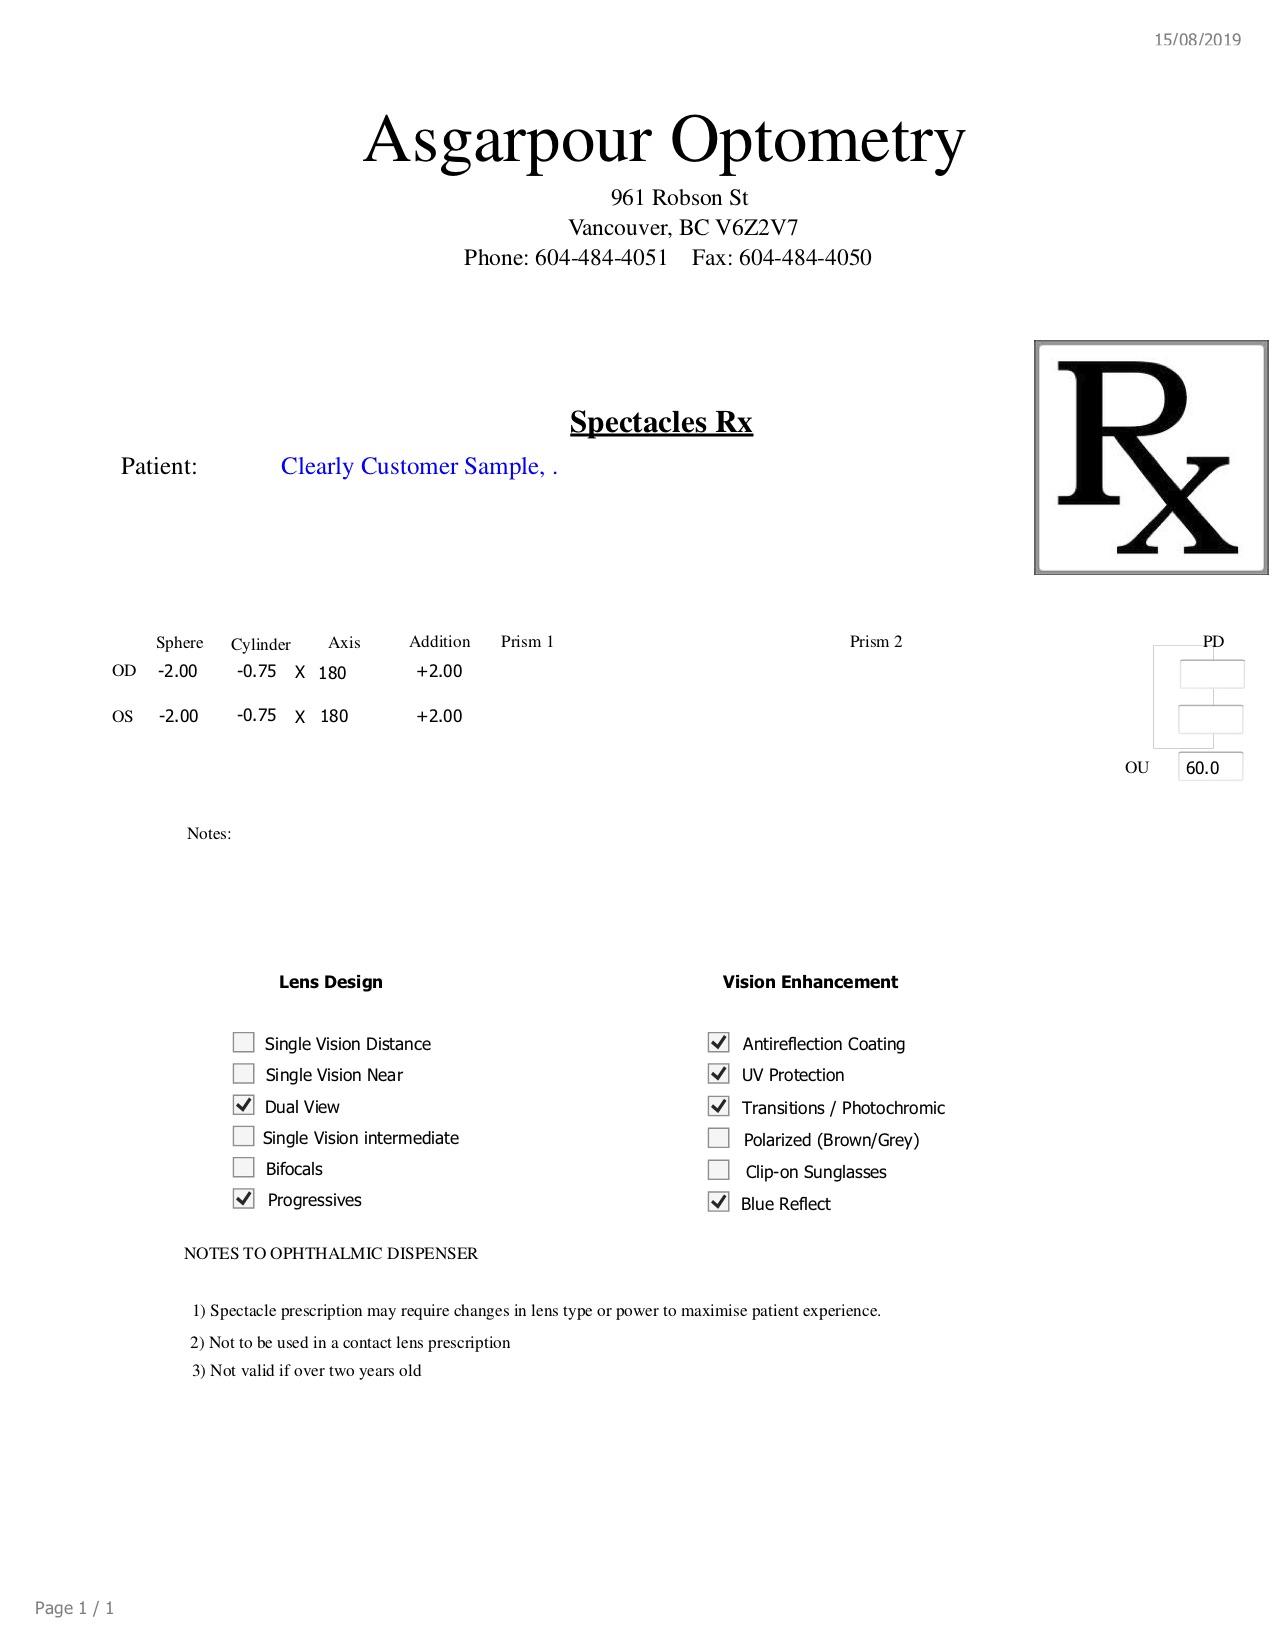 15/08/2019
Asgarpour Optometry
961 Robson St
Vancouver, BC V6Z2V7
Phone: 604-484-4051 Fax: 604-484-4050
Rx
Spectacles Rx
Patient: Clearly Customer Sample, .
Sphere Cylinder Axis Addition Prism 1 Prism 2 PD
OD -2.00 -0.75 X 180 +2.00
OS -2.00 -0.75 X 180 +2.00
OU 60.0
Notes:
Lens Design Vision Enhancement
Single Vision Distance Antireflection Coating
Single Vision Near UV Protection
Dual View Transitions / Photochromic
Single Vision intermediate Polarized (Brown/Grey)
Bifocals Clip-on Sunglasses
Progressives Blue Reflect
NOTES TO OPHTHALMIC DISPENSER
1) Spectacle prescription may require changes in lens type or power to maximise patient experience.
2) Not to be used in a contact lens prescription
3) Not valid if over two years old
Page 1 / 1